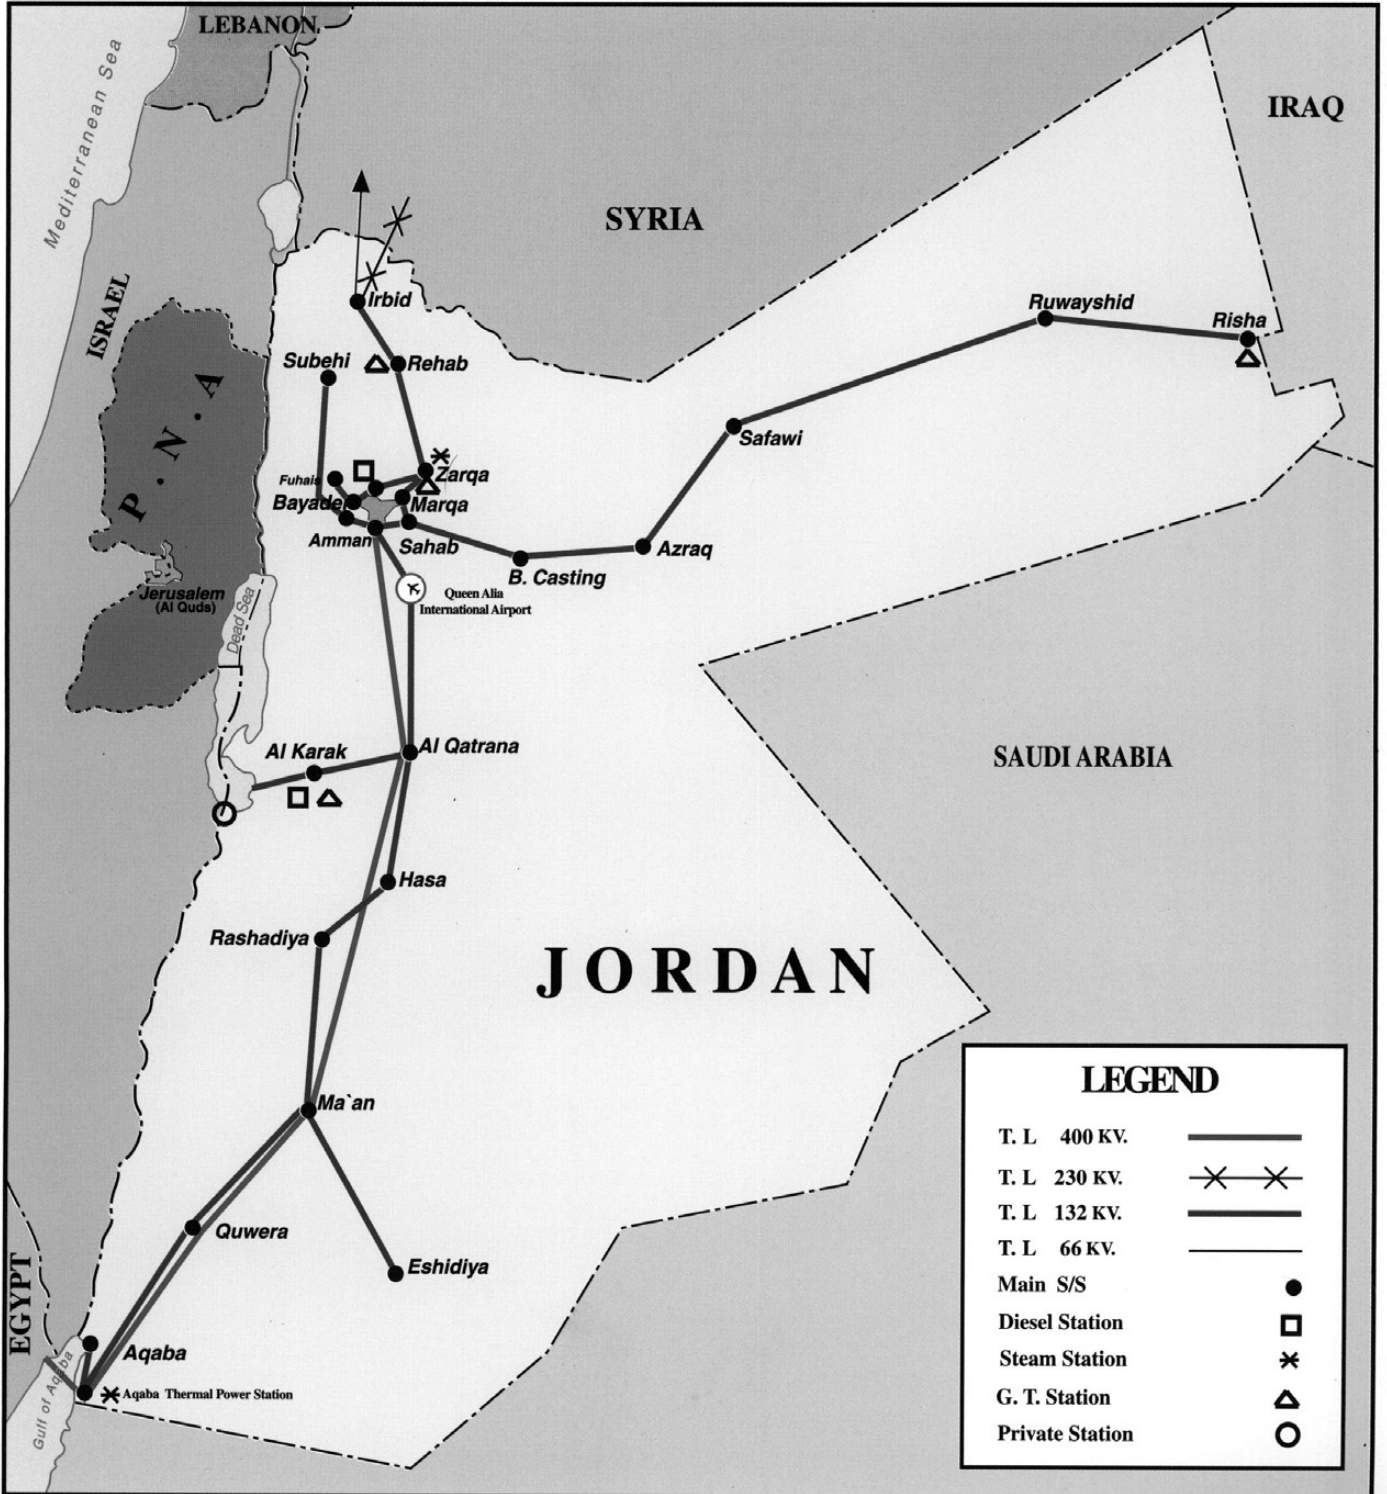 LEBANON
Mediterranean Sea
IRAQ
SYRIA
ISRAEL
Irbid
Ruwayshid
Risha
Subehi
Rehab
P. N. A
Safawi
Zarqa
Fuhais
Bayader
Marqa
Amman
Sahab
Azraq
B. Casting
Jerusalem
(Al Quds)
Dead Sea
Queen Alia
International Airport
Al Karak
Al Qatrana
SAUDI ARABIA
Hasa
Rashadiya
JORDAN
Ma`an
Quwera
Eshidiya
EGYPT
Aqaba
Gulf of Aqaba
Aqaba Thermal Power Station
LEGEND
T. L 400 KV.
T. L 230 KV.
T. L 132 KV.
T. L 66 KV.
Main S/S
Diesel Station
Steam Station
G. T. Station
Private Station